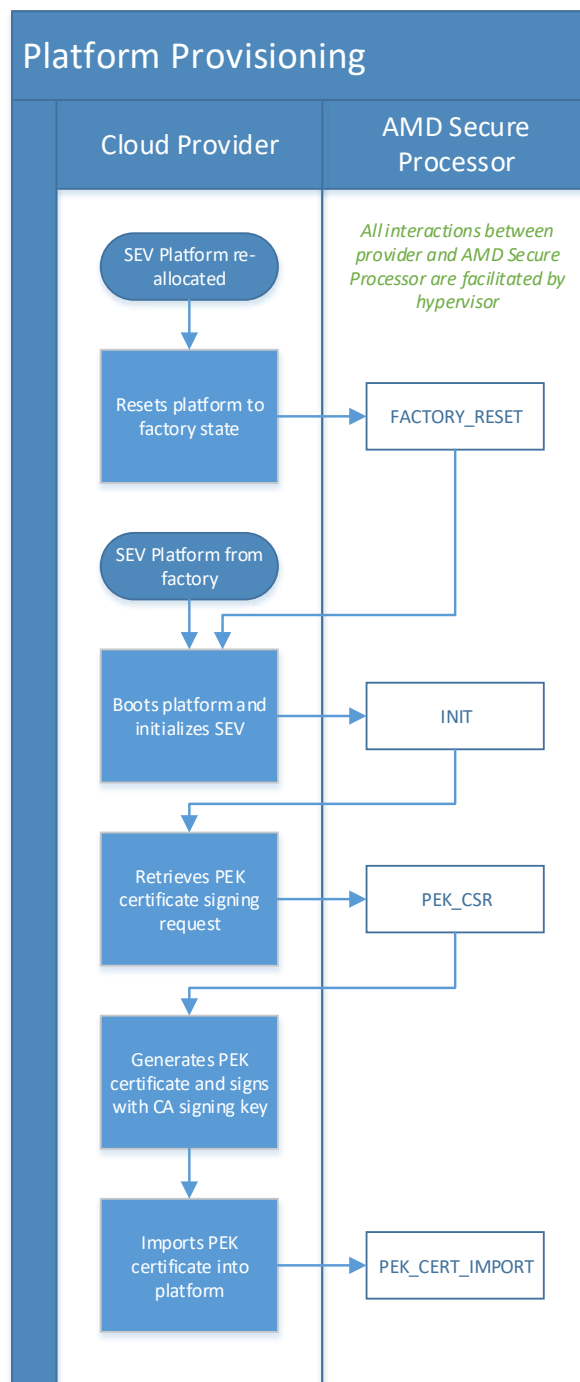 Platform Provisioning
Cloud Provider
AMD Secure
Processor
All interactions between
provider and AMD Secure
Processor are facilitated by
hypervisor
SEV Platform re-
allocated
Resets platform to
factory state
FACTORY_RESET
SEV Platform from
factory
Boots platform and
initializes SEV
INIT
Retrieves PEK
certificate signing
request
PEK_CSR
Generates PEK
certificate and signs
with CA signing key
Imports PEK
certificate into
platform
PEK_CERT_IMPORT